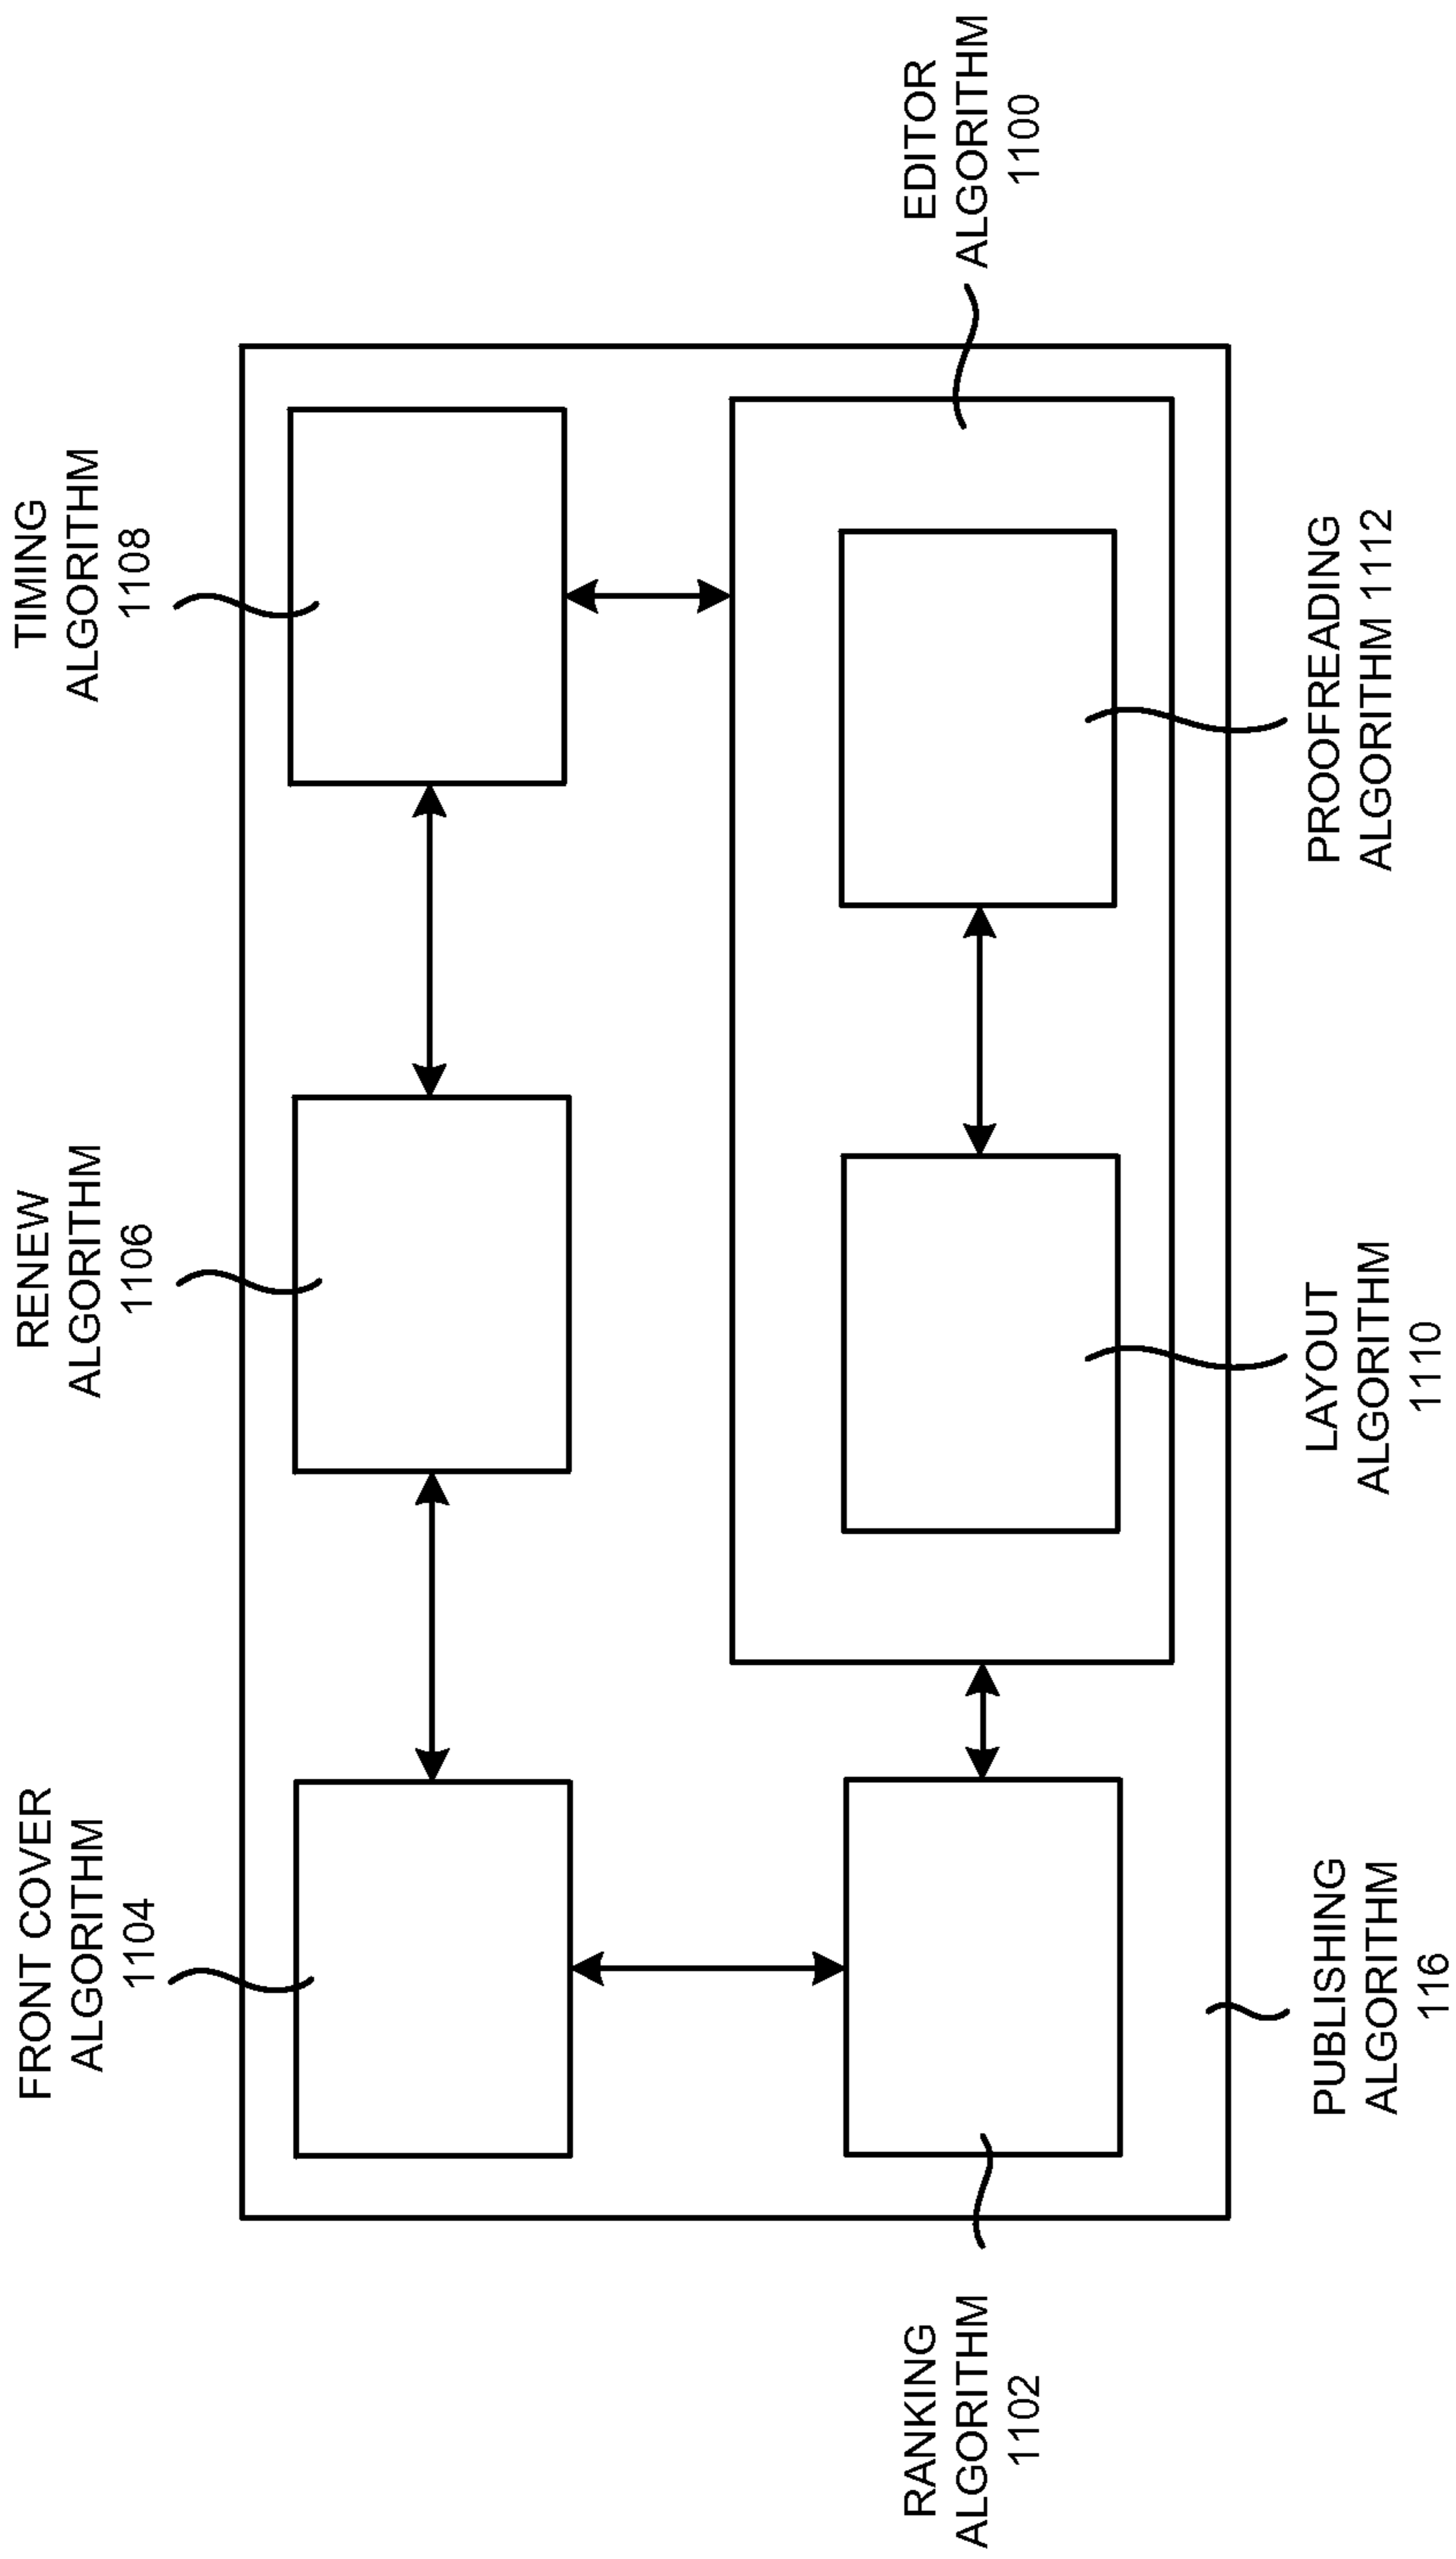 FRONT COVER
ALGORITHM
1104
RENEW
ALGORITHM
1106
TIMING
ALGORITHM
1108
RANKING
ALGORITHM
1102
EDITOR
ALGORITHM
1100
PUBLISHING
ALGORITHM
116
LAYOUT
ALGORITHM
1110
PROOFREADING
ALGORITHM 1112